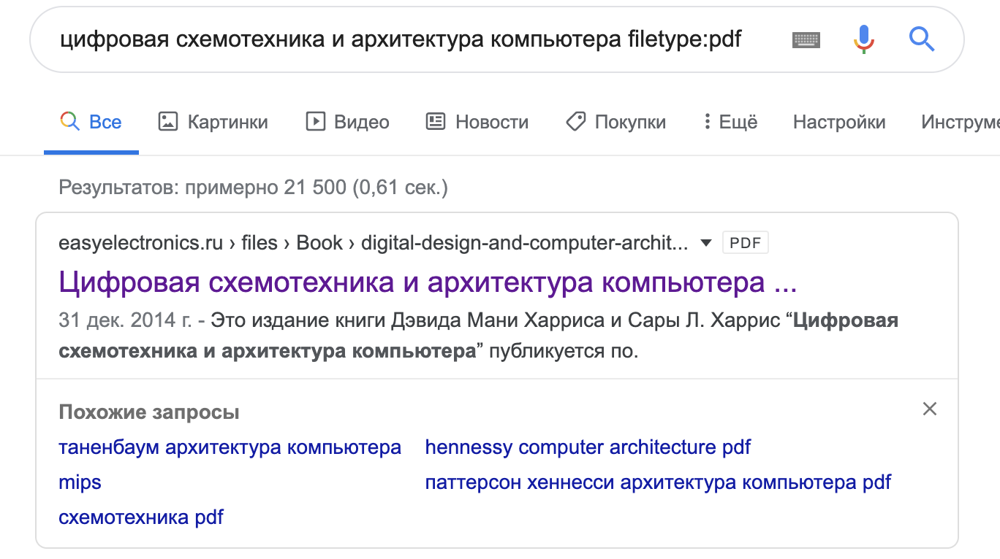 цифровая схемотехника и архитектура компьютера filetype:pdf
Все Картинки Видео Новости Покупки Ещё Настройки Инструме
Результатов: примерно 21 500 (0,61 сек.)
easyelectronics.ru › files › Book › digital-design-and-computer-archit... PDF
Цифровая схемотехника и архитектура компьютера ...
31 дек. 2014 г. - Это издание книги Дэвида Мани Харриса и Сары Л. Харрис “Цифровая
схемотехника и архитектура компьютера” публикуется по.
Похожие запросы
таненбаум архитектура компьютера hennessy computer architecture pdf
mips паттерсон хеннесси архитектура компьютера pdf
схемотехника pdf